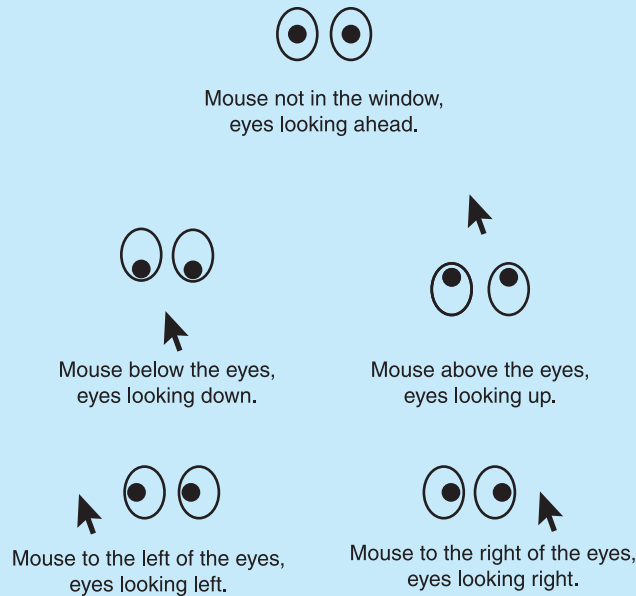 Mouse not in the window,
eyes looking ahead.
Mouse below the eyes,
eyes looking down.
Mouse above the eyes,
eyes looking up.
Mouse to the left of the eyes,
eyes looking left.
Mouse to the right of the eyes,
eyes looking right.